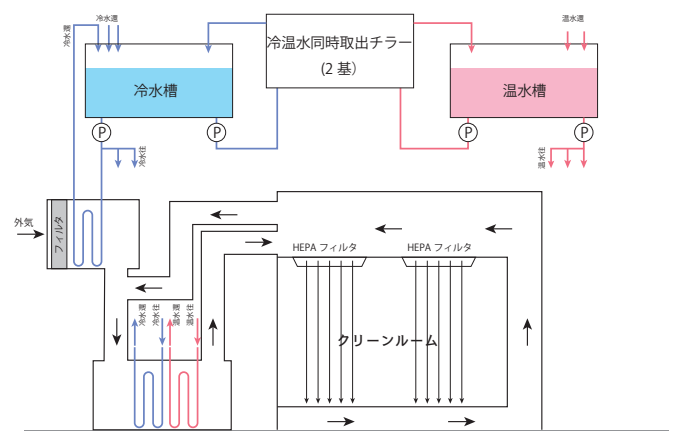 冷水還
温水還
冷水還
冷温水同時取出チラー
(2 基)
冷水槽
温水槽
P
P
P
P
冷水往
温水往
外気
フィルタ
HEPA フィルタ
HEPA フィルタ
冷水還
冷水往
温水還
温水往
クリーンルーム